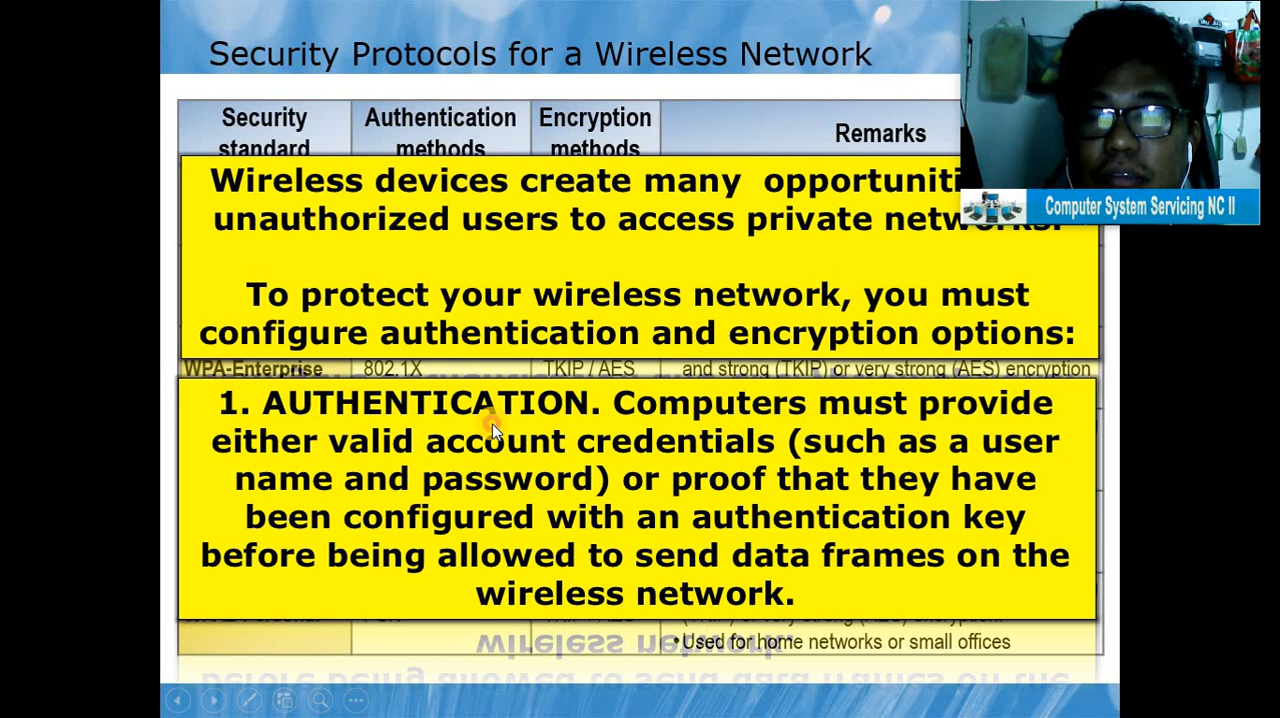 Security Protocols for a Wireless Network
Security
standard
Authentication
methods
Encryption
methods
Remarks
Wireless devices create many opportuniti
unauthorized users to access private networks.
To protect your wireless network, you must
configure authentication and encryption options:
WPA-Enterprise 802.1X TKIP / AES and strong (TKIP) or very strong (AES) encryption
1. AUTHENTICATION. Computers must provide
either valid account credentials (such as a user
name and password) or proof that they have
been configured with an authentication key
before being allowed to send data frames on the
wireless network.
•Used for home networks or small offices
Computer System Servicing NC II